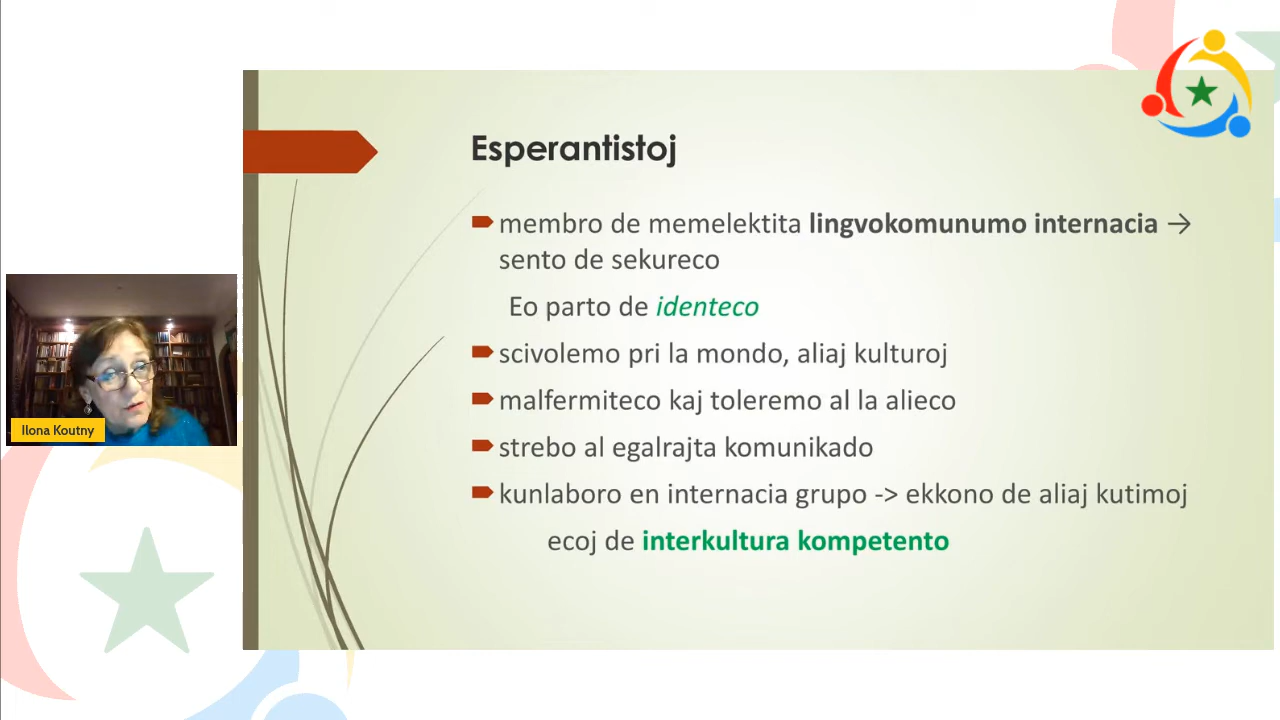 Esperantistoj
membro de memelektita lingvokomunumo internacia →
sento de sekureco
Eo parto de identeco
scivolemo pri la mondo, aliaj kulturoj
malfermiteco kaj toleremo al la alieco
strebo al egalrajta komunikado
kunlaboro en internacia grupo -> ekkono de aliaj kutimoj
ecoj de interkultura kompetento
Ilona Koutny